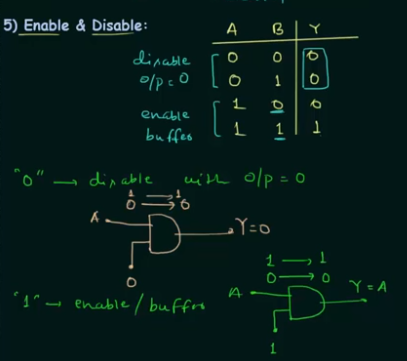 5) Enable & Disable:
A B Y
disable 0 0 0
o/p = 0 0 1 0
enable 1 0 0
buffer 1 1 1
"0" → disable with o/p = 0
1 → 1
0 → 0
A Y=0
0
1 → 1
0 → 0
"1" → enable/buffer A Y = A
1